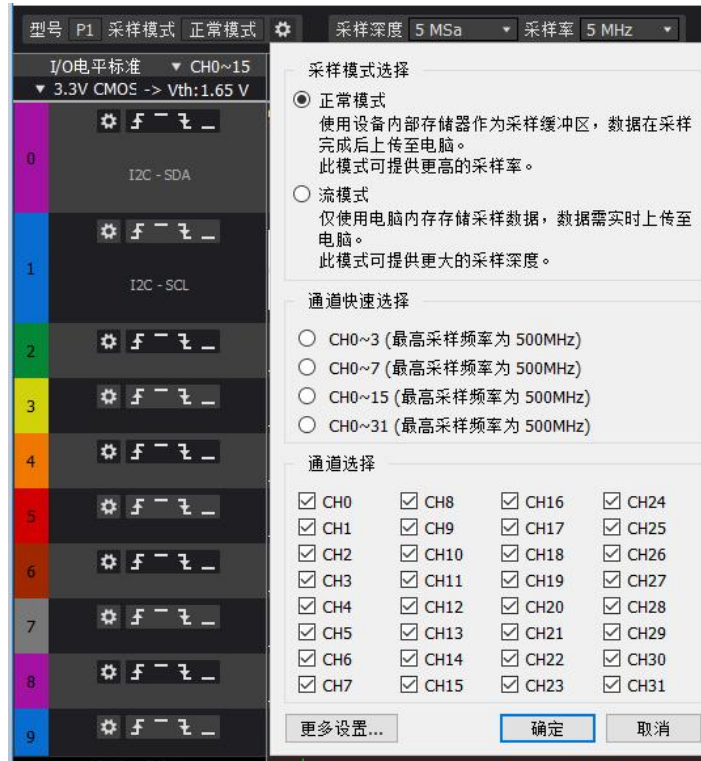 型号 P1 采样模式 正常模式 采样深度 5 MSa 采样率 5 MHz
I/O电平标准 CH0~15
3.3V CMOS -> Vth:1.65 V
0
I2C - SDA
1
I2C - SCL
2
3
4
5
6
7
8
9
采样模式选择
正常模式
使用设备内部存储器作为采样缓冲区，数据在采样
完成后上传至电脑。
此模式可提供更高的采样率。
流模式
仅使用电脑内存存储采样数据，数据需实时上传至
电脑。
此模式可提供更大的采样深度。
通道快速选择
CH0~3 (最高采样频率为 500MHz)
CH0~7 (最高采样频率为 500MHz)
CH0~15 (最高采样频率为 500MHz)
CH0~31 (最高采样频率为 500MHz)
通道选择
CH0 CH8 CH16 CH24
CH1 CH9 CH17 CH25
CH2 CH10 CH18 CH26
CH3 CH11 CH19 CH27
CH4 CH12 CH20 CH28
CH5 CH13 CH21 CH29
CH6 CH14 CH22 CH30
CH7 CH15 CH23 CH31
更多设置... 确定 取消